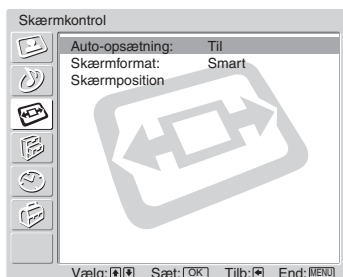 Skærmkontrol
Auto-opsætning: Til
Skærmformat: Smart
Skærmposition
Vælg: Sæt: OK Tilb: End: MENU